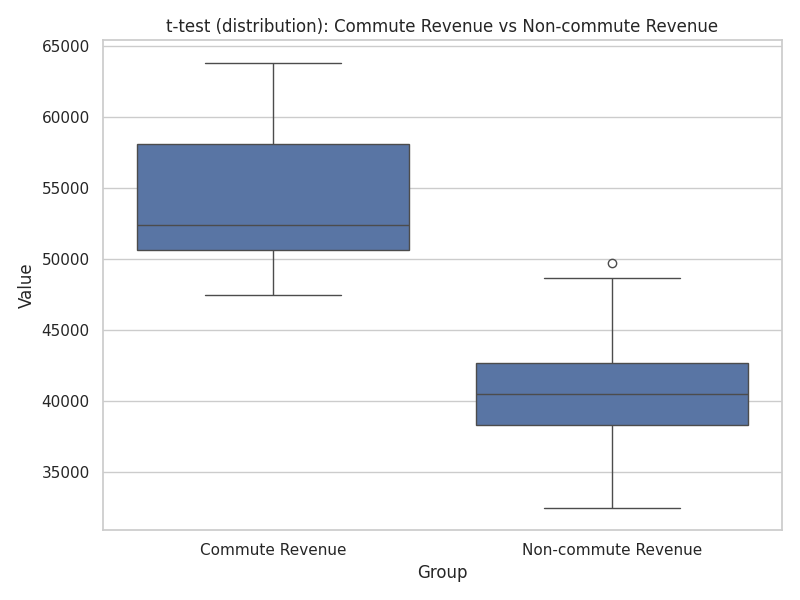 t-test (distribution): Commute Revenue vs Non-commute Revenue
65000
60000
55000
50000
45000
40000
35000
Value
Commute Revenue
Non-commute Revenue
Group